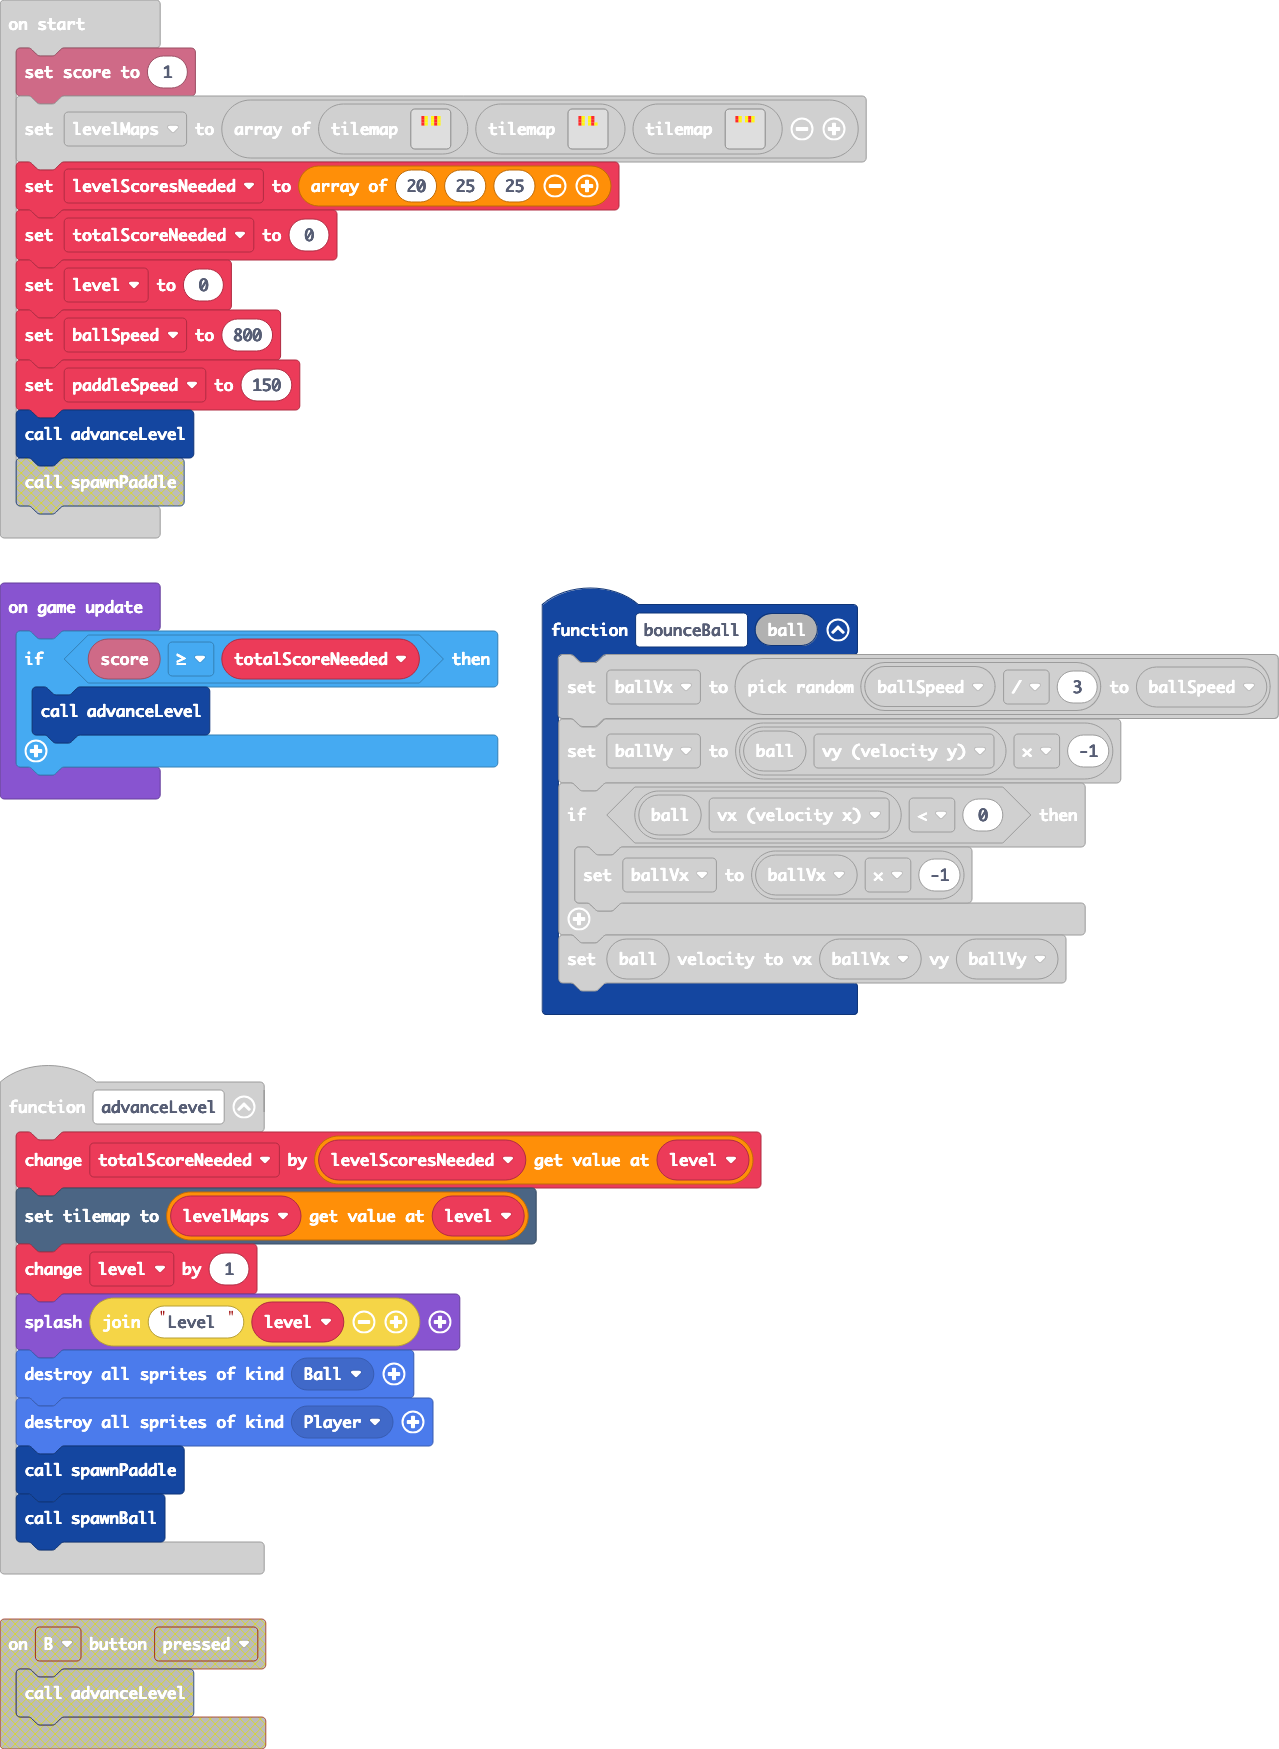 on start
set score to 1
set levelMaps to array of tilemap tilemap tilemap
set levelScoresNeeded to array of 20 25 25
set totalScoreNeeded to 0
set level to 0
set ballSpeed to 800
set paddleSpeed to 150
call advanceLevel
call spawnPaddle
on game update
if score ≥ totalScoreNeeded then
call advanceLevel
function bounceBall ball
set ballVx to pick random ballSpeed / 3 to ballSpeed
set ballVy to ball vy (velocity y) x -1
if ball vx (velocity x) < 0 then
set ballVx to ballVx x -1
set ball velocity to vx ballVx vy ballVy
function advanceLevel
change totalScoreNeeded by levelScoresNeeded get value at level
set tilemap to levelMaps get value at level
change level by 1
splash join "Level " level
destroy all sprites of kind Ball
destroy all sprites of kind Player
call spawnPaddle
call spawnBall
on B button pressed
call advanceLevel